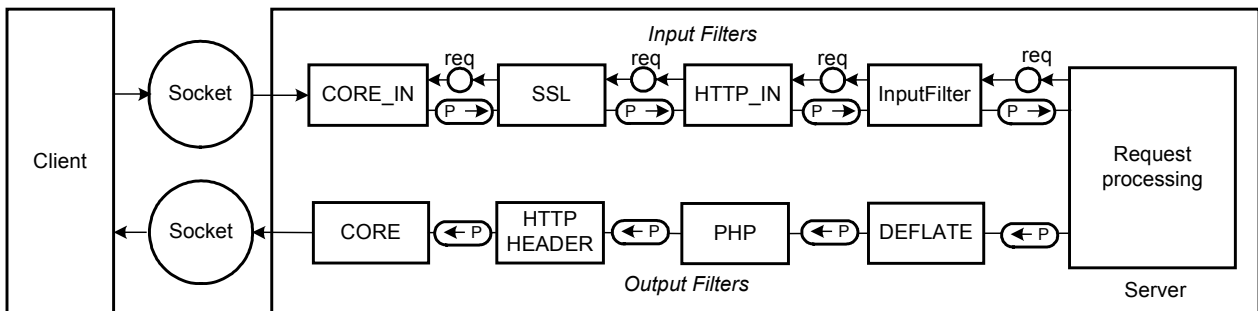 Input Filters
req
req
req
req
Socket
CORE_IN
SSL
HTTP_IN
InputFilter
P
P
P
P
Client
Request
processing
Socket
CORE
HTTP
HEADER
PHP
DEFLATE
P
P
P
P
Output Filters
Server